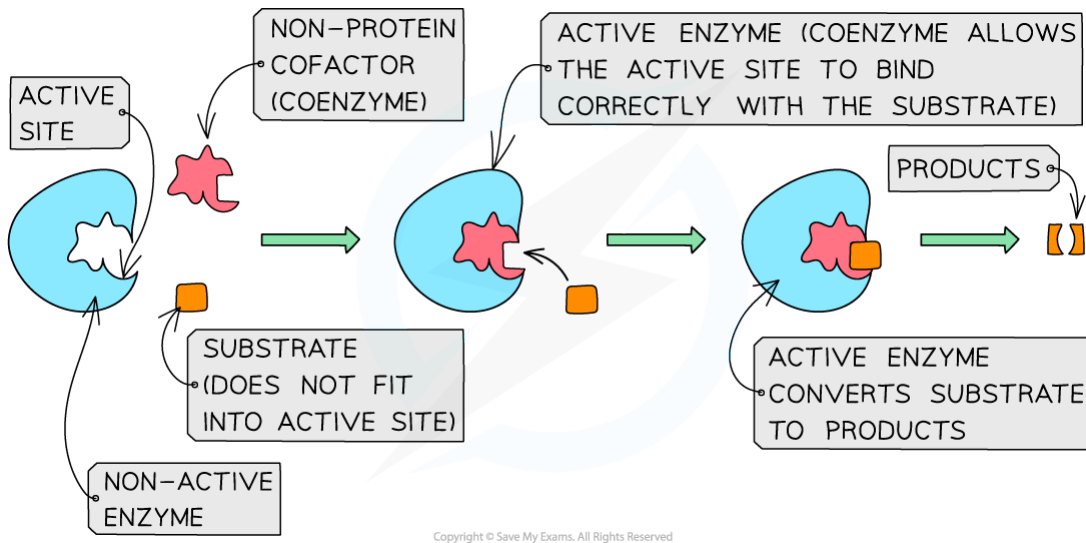 ACTIVE
SITE
NON-PROTEIN
COFACTOR
(COENZYME)
ACTIVE ENZYME (COENZYME ALLOWS
THE ACTIVE SITE TO BIND
CORRECTLY WITH THE SUBSTRATE)
PRODUCTS
SUBSTRATE
(DOES NOT FIT
INTO ACTIVE SITE)
ACTIVE ENZYME
CONVERTS SUBSTRATE
TO PRODUCTS
NON-ACTIVE
ENZYME
Copyright © Save My Exams. All Rights Reserved